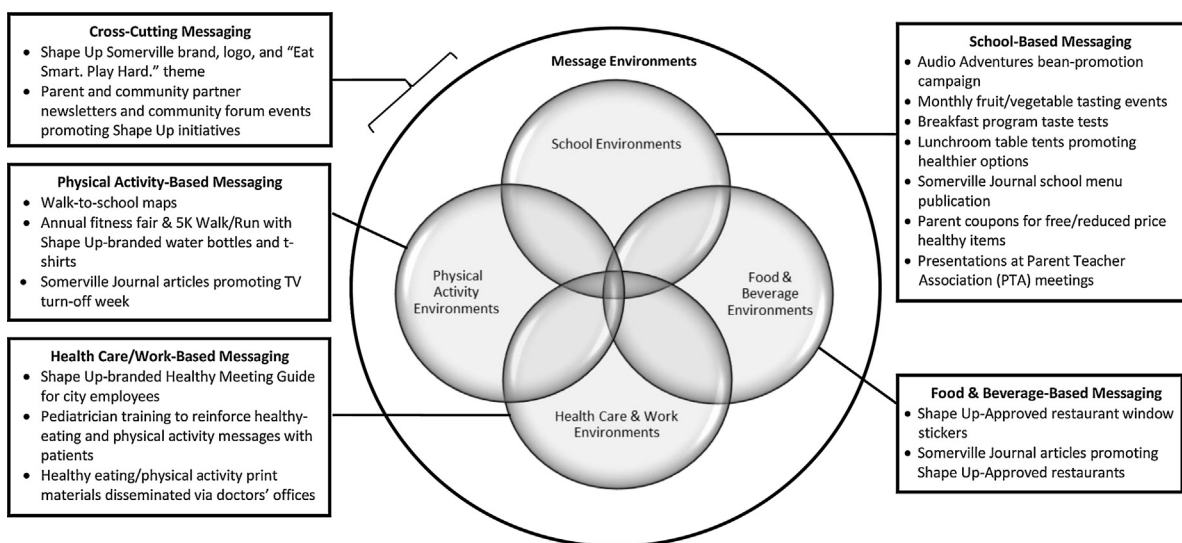 Cross-Cutting Messaging
• Shape Up Somerville brand, logo, and “Eat
Smart. Play Hard.” theme
• Parent and community partner
newsletters and community forum events
promoting Shape Up initiatives
Physical Activity-Based Messaging
• Walk-to-school maps
• Annual fitness fair & 5K Walk/Run with
Shape Up-branded water bottles and t-
shirts
• Somerville Journal articles promoting TV
turn-off week
Health Care/Work-Based Messaging
• Shape Up-branded Healthy Meeting Guide
for city employees
• Pediatrician training to reinforce healthy-
eating and physical activity messages with
patients
• Healthy eating/physical activity print
materials disseminated via doctors’ offices
Message Environments
School Environments
Physical
Activity
Environments
Food &
Beverage
Environments
Health Care & Work
Environments
School-Based Messaging
• Audio Adventures bean-promotion
campaign
• Monthly fruit/vegetable tasting events
• Breakfast program taste tests
• Lunchroom table tents promoting
healthier options
• Somerville Journal school menu
publication
• Parent coupons for free/reduced price
healthy items
• Presentations at Parent Teacher
Association (PTA) meetings
Food & Beverage-Based Messaging
• Shape Up-Approved restaurant window
stickers
• Somerville Journal articles promoting
Shape Up-Approved restaurants